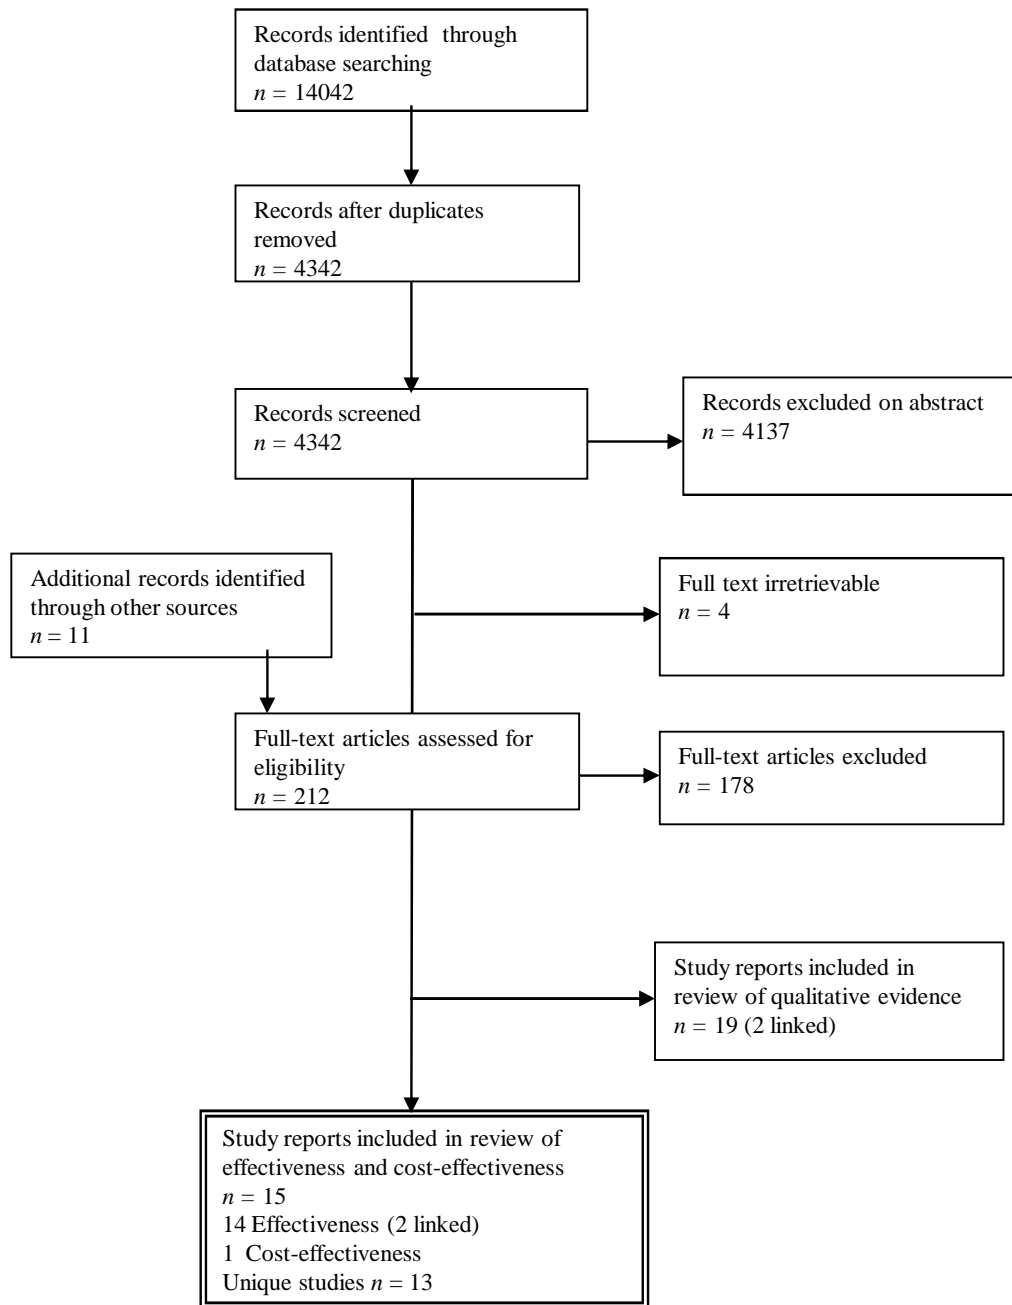 Records identified through
database searching
n = 14042
Records after duplicates
removed
n = 4342
Records screened
n = 4342
Records excluded on abstract
n = 4137
Additional records identified
through other sources
n = 11
Full text irretrievable
n = 4
Full-text articles assessed for
eligibility
n = 212
Full-text articles excluded
n = 178
Study reports included in
review of qualitative evidence
n = 19 (2 linked)
Study reports included in review of
effectiveness and cost-effectiveness
n = 15
14 Effectiveness (2 linked)
1 Cost-effectiveness
Unique studies n = 13